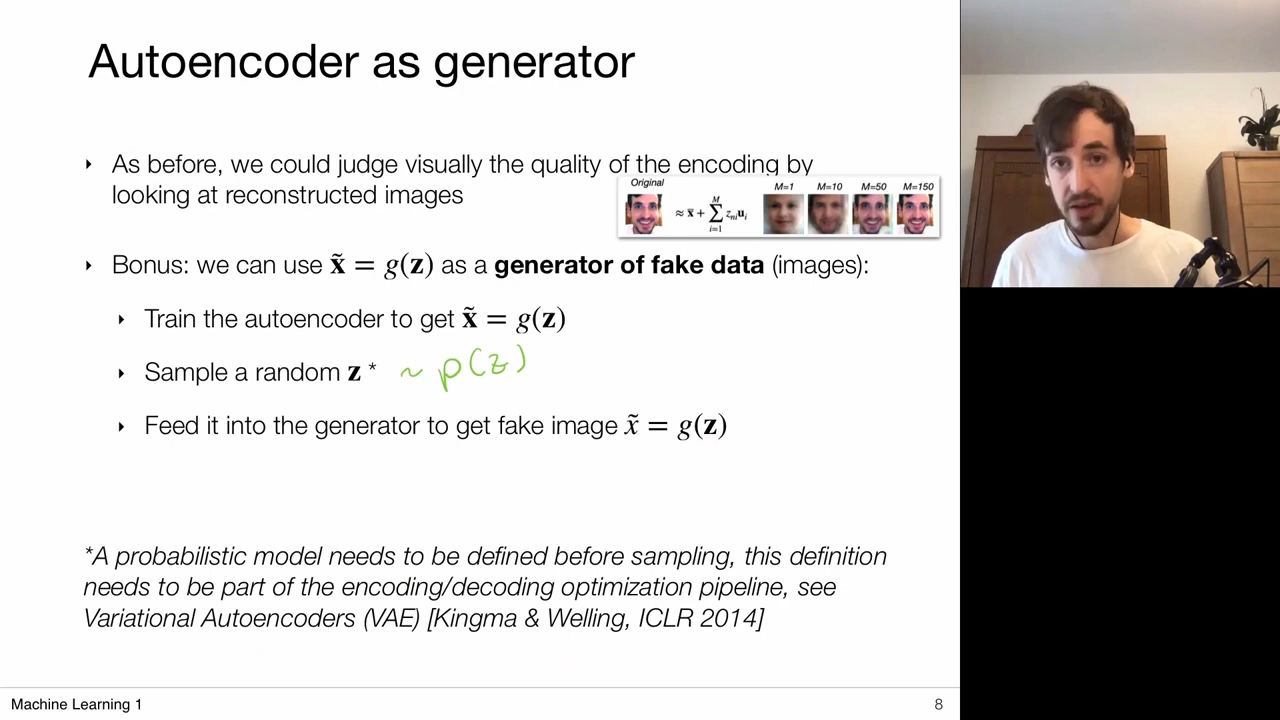 Autoencoder as generator
‣ As before, we could judge visually the quality of the encoding by
looking at reconstructed images
Original
≈ x̄ + ∑_{i=1}^{M} z_{ni} u_i
M=1 M=10 M=50 M=150
‣ Bonus: we can use x̃ = g(z) as a generator of fake data (images):
‣ Train the autoencoder to get x̃ = g(z)
‣ Sample a random z * ~ p(z)
‣ Feed it into the generator to get fake image x̃ = g(z)
*A probabilistic model needs to be defined before sampling, this definition
needs to be part of the encoding/decoding optimization pipeline, see
Variational Autoencoders (VAE) [Kingma & Welling, ICLR 2014]
Machine Learning 1
8